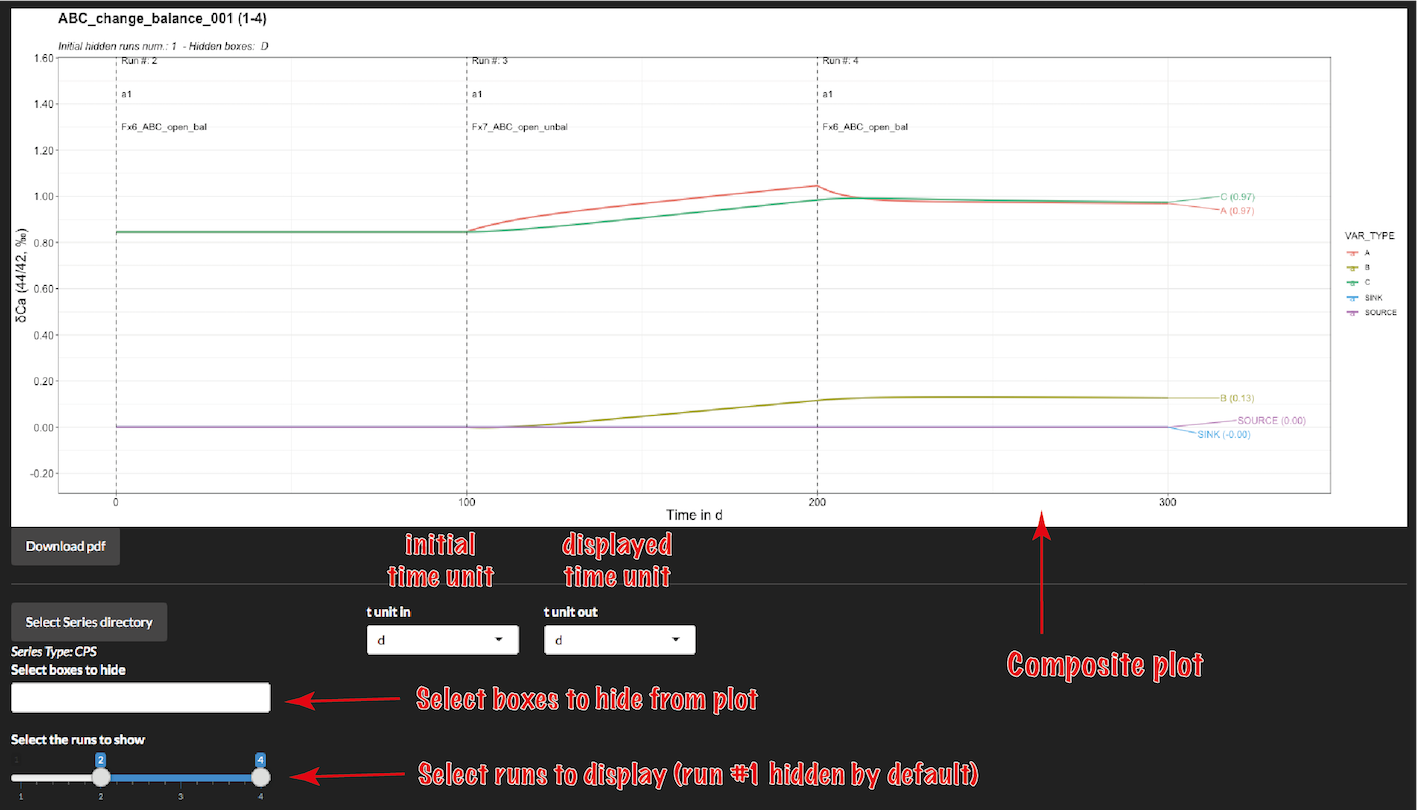 ABC_change_balance_001 (1-4)
Initial hidden runs num.: 1 - Hidden boxes: D
Run #: 2
Run #: 3
Run #: 4
a1
a1
a1
Fx6_ABC_open_bal
Fx7_ABC_open_unbal
Fx6_ABC_open_bal
1.60
1.40
1.20
1.00
0.80
0.60
0.40
0.20
0.00
-0.20
δCa (44/42, ‰)
C (0.97)
A (0.97)
B (0.13)
SOURCE (0.00)
SINK (-0.00)
VAR_TYPE
A
B
C
SINK
SOURCE
0
100
200
300
Time in d
Download pdf
initial
time unit
displayed
time unit
Select Series directory
t unit in
t unit out
d
d
Series Type: CPS
Select boxes to hide
Select boxes to hide from plot
Composite plot
Select the runs to show
1
2
4
Select runs to display (run #1 hidden by default)
1
2
3
4